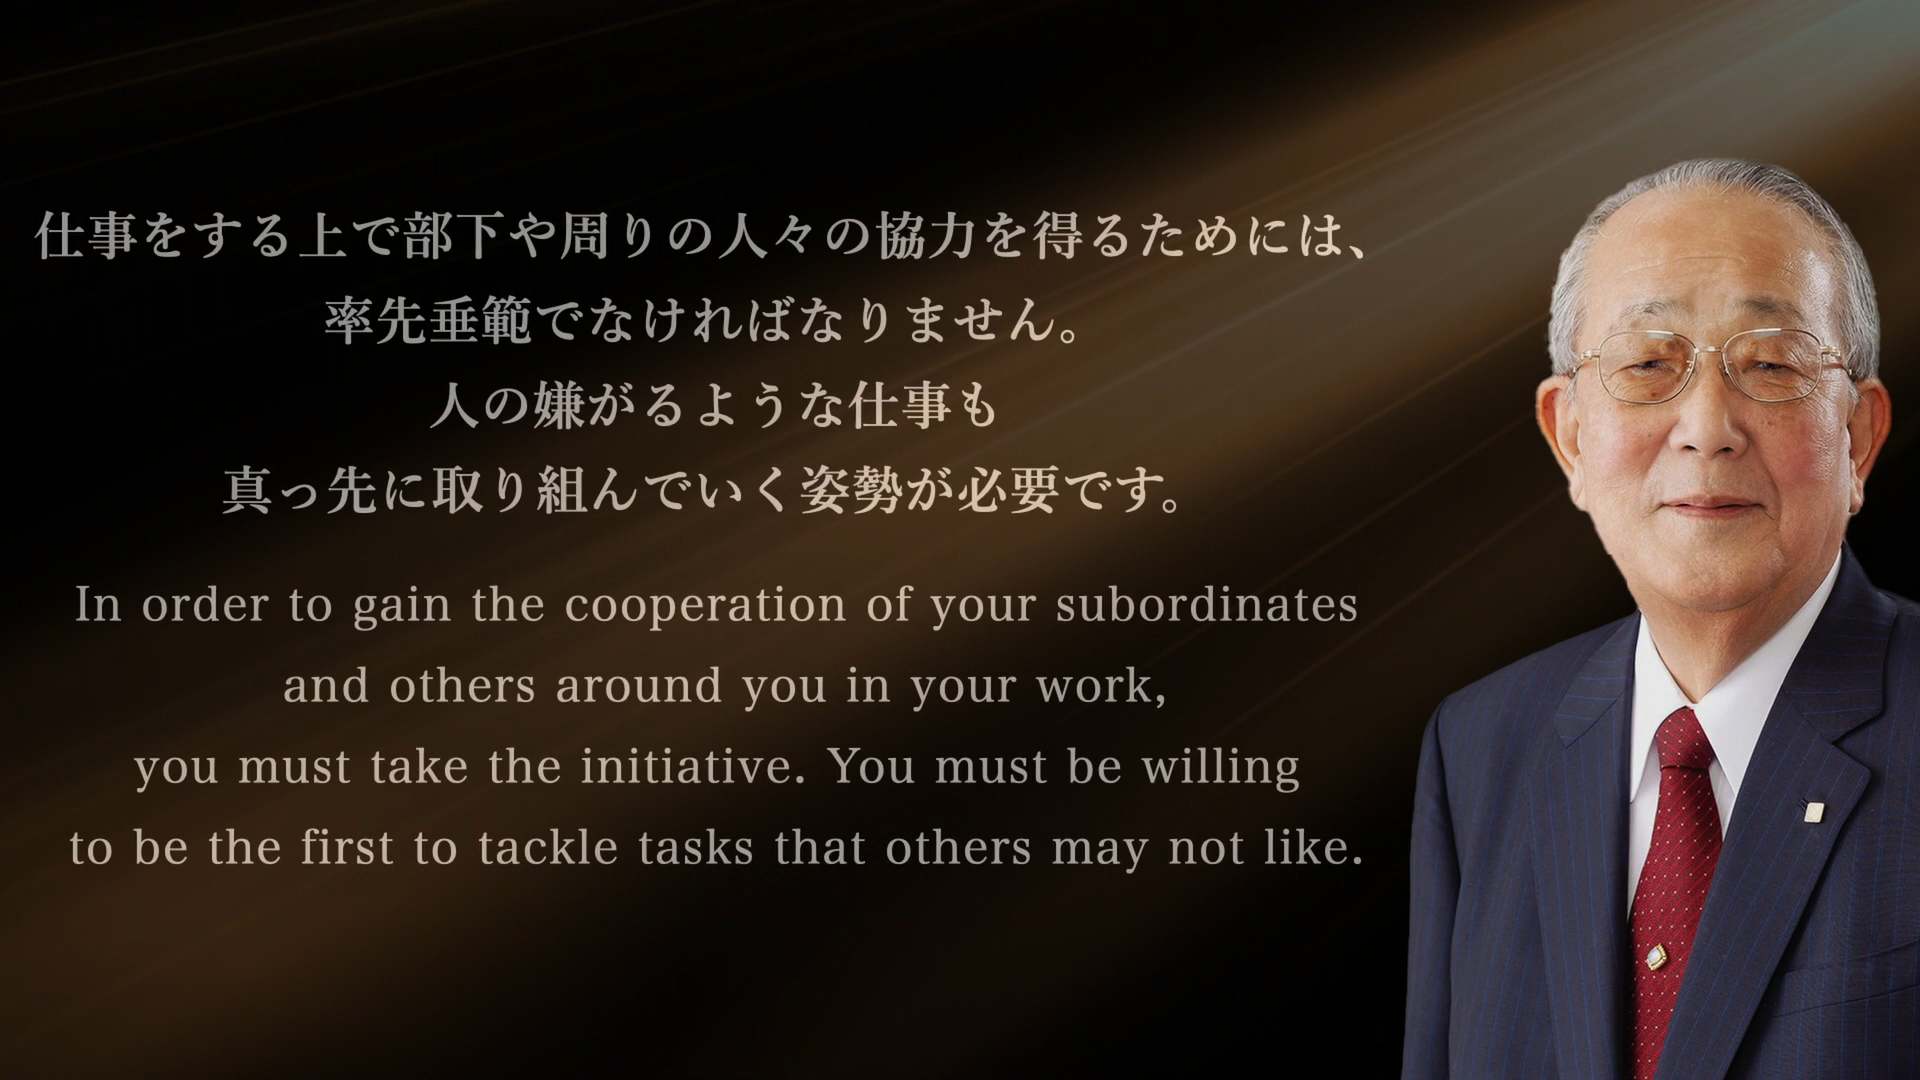 仕事をする上で部下や周りの人々の協力を得るためには、
率先垂範でなければなりません。
人の嫌がるような仕事も
真っ先に取り組んでいく姿勢が必要です。
In order to gain the cooperation of your subordinates
and others around you in your work,
you must take the initiative. You must be willing
to be the first to tackle tasks that others may not like.